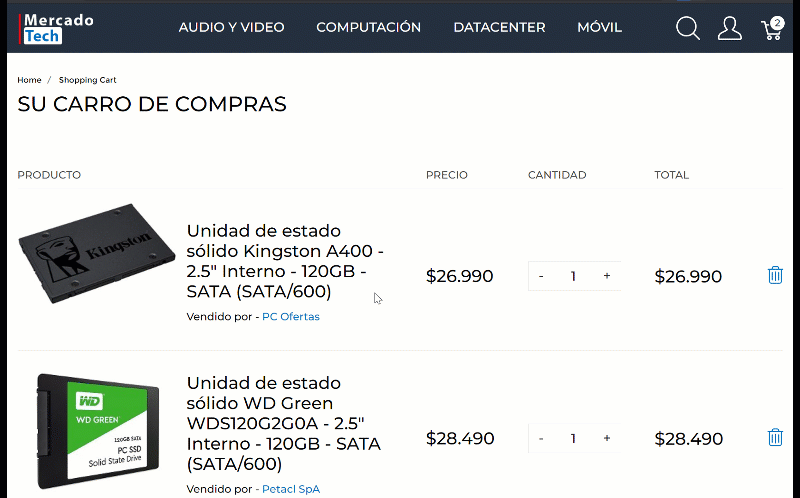 Mercado
Tech
AUDIO Y VIDEO COMPUTACIÓN DATACENTER MÓVIL
2
Home / Shopping Cart
SU CARRO DE COMPRAS
PRODUCTO PRECIO CANTIDAD TOTAL
Kingston
Unidad de estado
sólido Kingston A400 -
2.5" Interno - 120GB -
SATA (SATA/600)
$26.990 - 1 + $26.990
Vendido por - PC Ofertas
WD
WD GREEN
120GB SATA
PC SSD
Solid State Drive
Unidad de estado
sólido WD Green
WDS120G2G0A - 2.5"
Interno - 120GB - SATA
(SATA/600)
$28.490 - 1 + $28.490
Vendido por - Petacl SpA